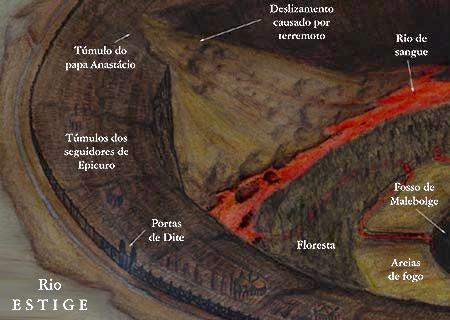 Deslizamento
causado por
terremoto
Túmulo do
papa Anastácio
Rio de
sangue
Túmulos dos
seguidores de
Epicuro
Fosso de
Malebolge
Portas
de Dite
Floresta
Areias
de fogo
Rio
ESTIGE